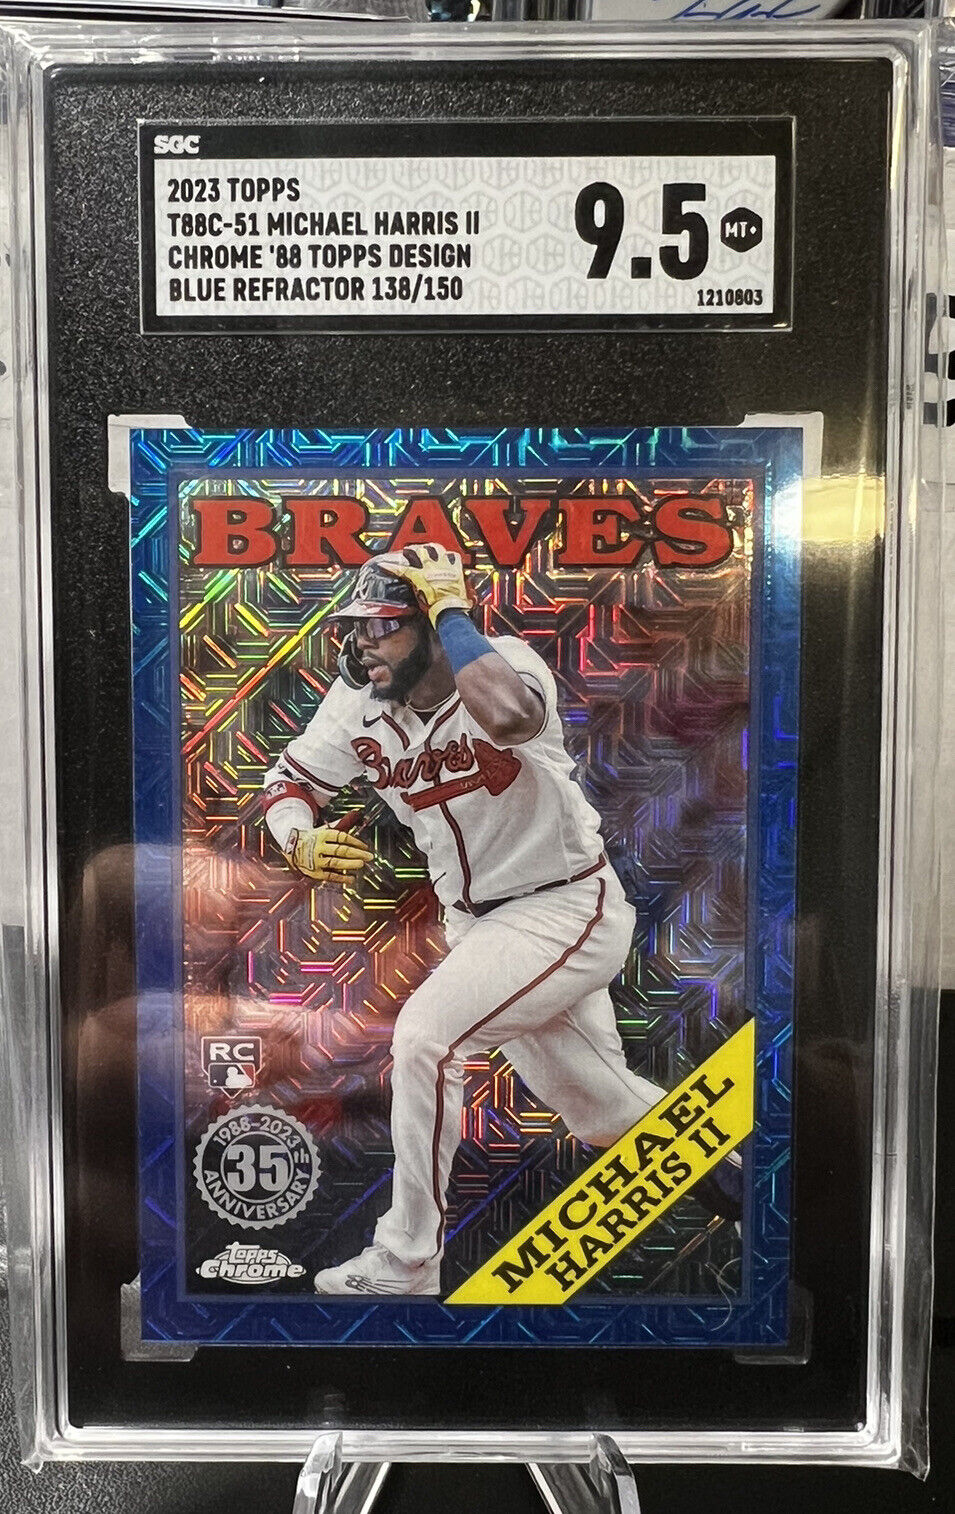 SGC
2023 TOPPS
T88C-51 MICHAEL HARRIS II
CHROME '88 TOPPS DESIGN
BLUE REFRACTOR 138/150
9.5 MT+
1210803
BRAVES
Braves
RC
1988-2023
35th
ANNIVERSARY
Topps
Chrome
MICHAEL
HARRIS II